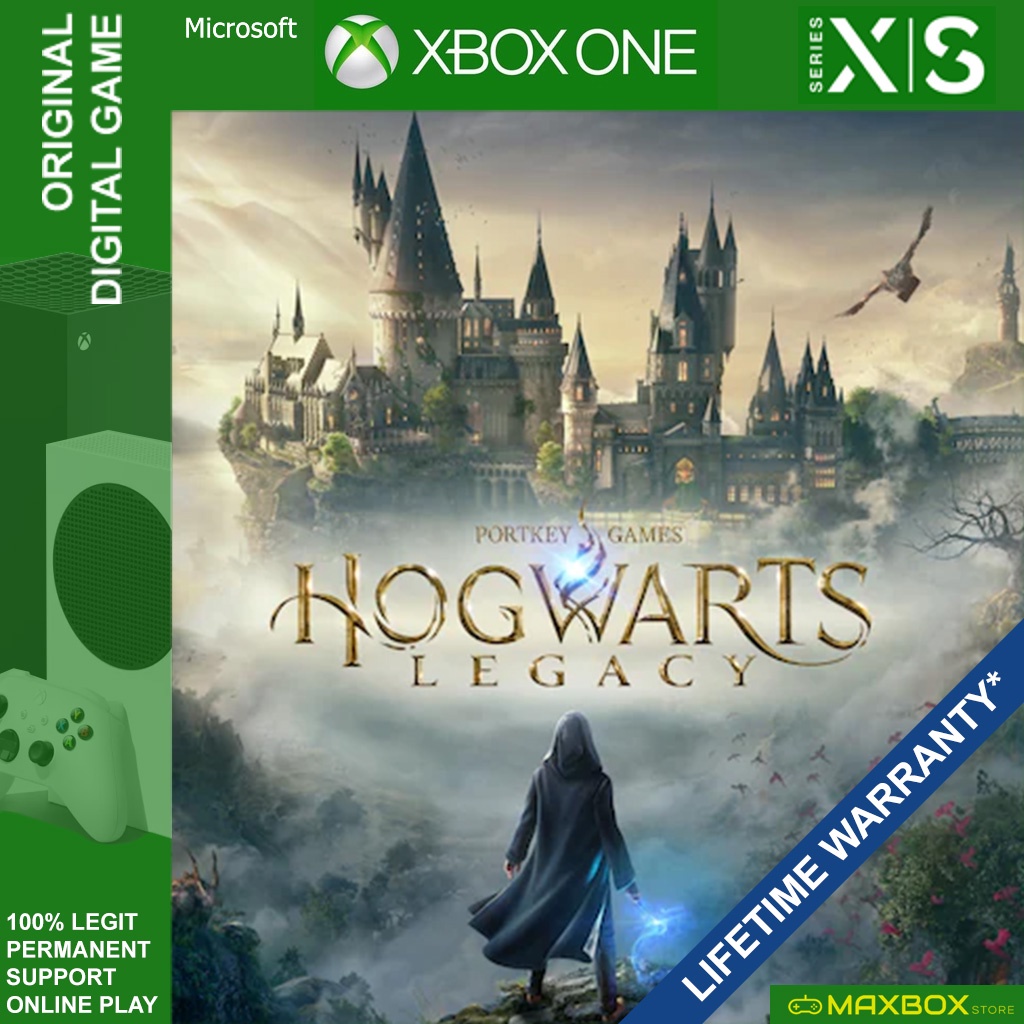 ORIGINAL
DIGITAL GAME
Microsoft
XBOX ONE
SERIES X|S
PORTKEY GAMES
HOGWARTS
LEGACY
LIFETIME WARRANTY*
100% LEGIT
PERMANENT
SUPPORT
ONLINE PLAY
MAXBOX STORE